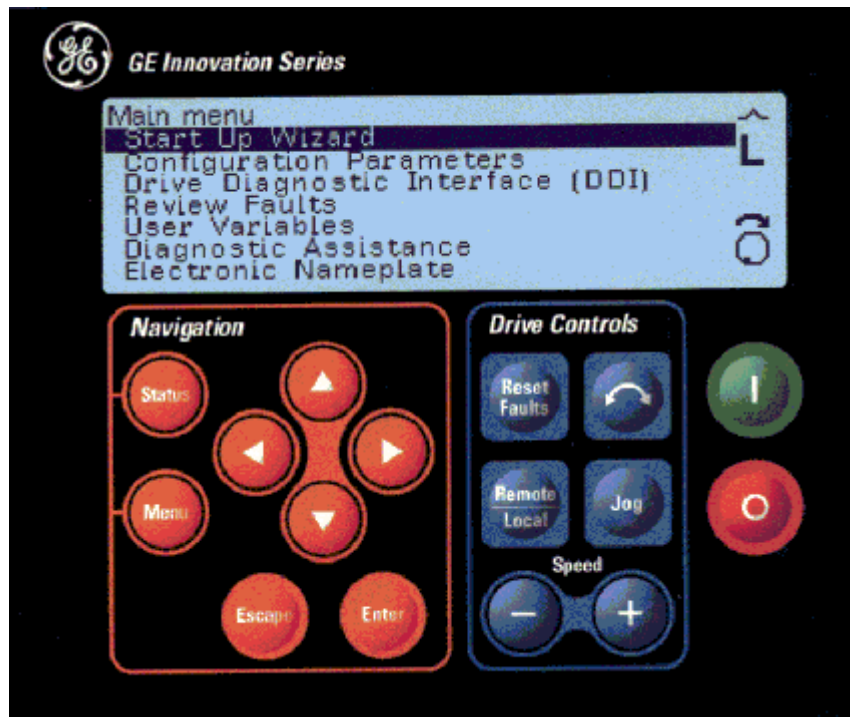 GE
GE Innovation Series
Main menu
Start Up Wizard
Configuration Parameters
Drive Diagnostic Interface (DDI)
Review Faults
User Variables
Diagnostic Assistance
Electronic Nameplate
L
Navigation
Status
Menu
Escape
Enter
Drive Controls
Reset
Faults
Remote
Local
Jog
Speed
−
+
I
O